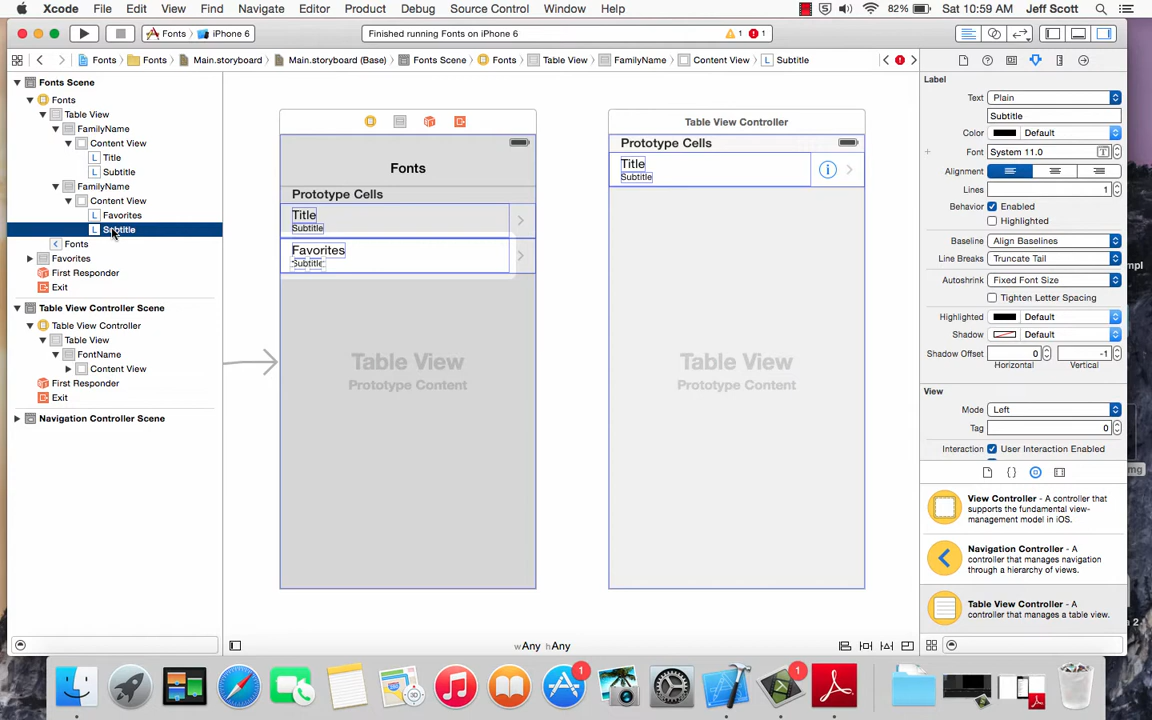 Xcode File Edit View Find Navigate Editor Product Debug Source Control Window Help 5 82% Sat 10:59 AM Jeff Scott
Fonts iPhone 6 Finished running Fonts on iPhone 6 1 1
Fonts Fonts Main.storyboard Main.storyboard (Base) Fonts Scene Fonts Table View FamilyName Content View L Subtitle
Fonts Scene
Fonts
Table View
FamilyName
Content View
L Title
L Subtitle
FamilyName
Content View
L Favorites
L Subtitle
Fonts
Favorites
First Responder
Exit
Table View Controller Scene
Table View Controller
Table View
FontName
Content View
First Responder
Exit
Navigation Controller Scene
Fonts
Prototype Cells
Title
Subtitle
Favorites
Subtitle
Table View
Prototype Content
Table View Controller
Prototype Cells
Title
Subtitle
Table View
Prototype Content
wAny hAny
Label
Text Plain
Subtitle
Color Default
Font System 11.0 T
Alignment
Lines 1
Behavior Enabled
Highlighted
Baseline Align Baselines
Line Breaks Truncate Tail
Autoshrink Fixed Font Size
Tighten Letter Spacing
Highlighted Default
Shadow Default
Shadow Offset 0 -1
Horizontal Vertical
View
Mode Left
Tag 0
Interaction User Interaction Enabled
View Controller - A controller that
supports the fundamental view-
management model in iOS.
Navigation Controller - A
controller that manages navigation
through a hierarchy of views.
Table View Controller - A
controller that manages a table view.
1 1